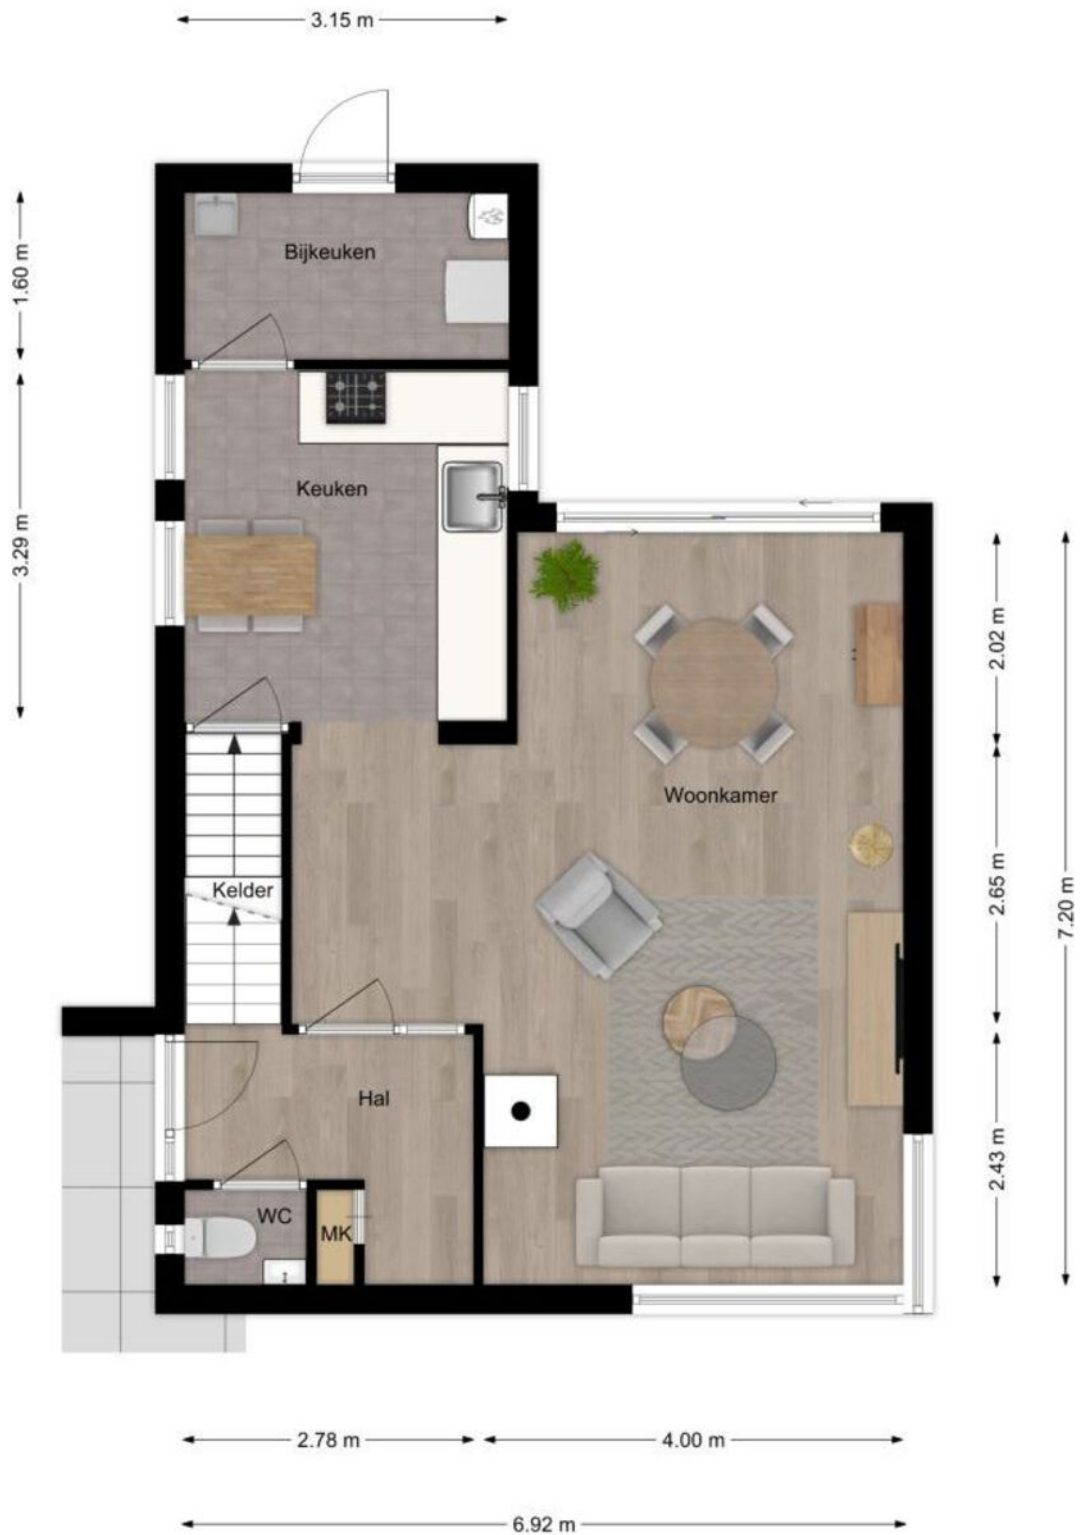 3.15 m
1.60 m
Bijkeuken
3.29 m
Keuken
2.02 m
Woonkamer
2.65 m
7.20 m
Kelder
Hal
2.43 m
WC
MK
2.78 m
4.00 m
6.92 m